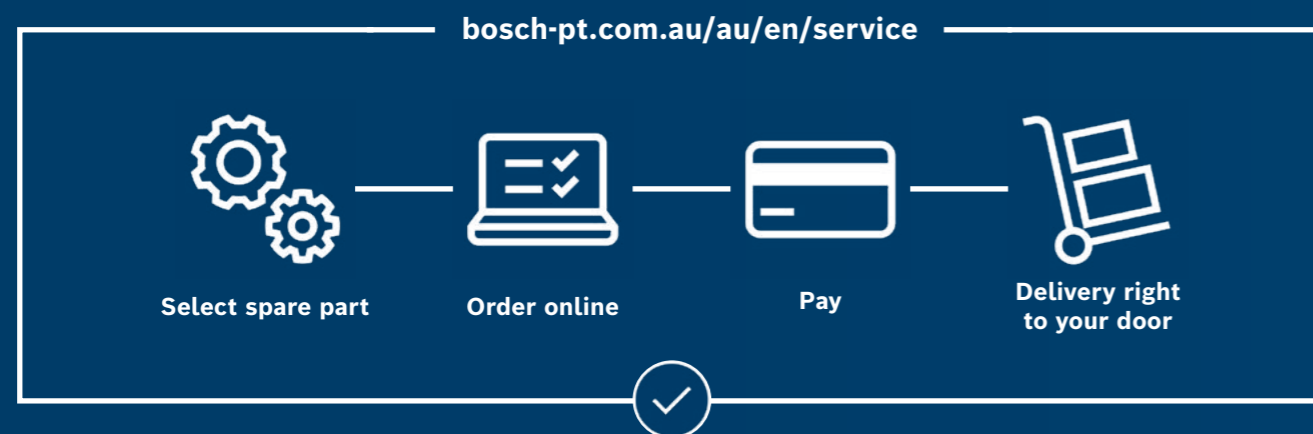 bosch-pt.com.au/au/en/service
Select spare part
Order online
Pay
Delivery right
to your door